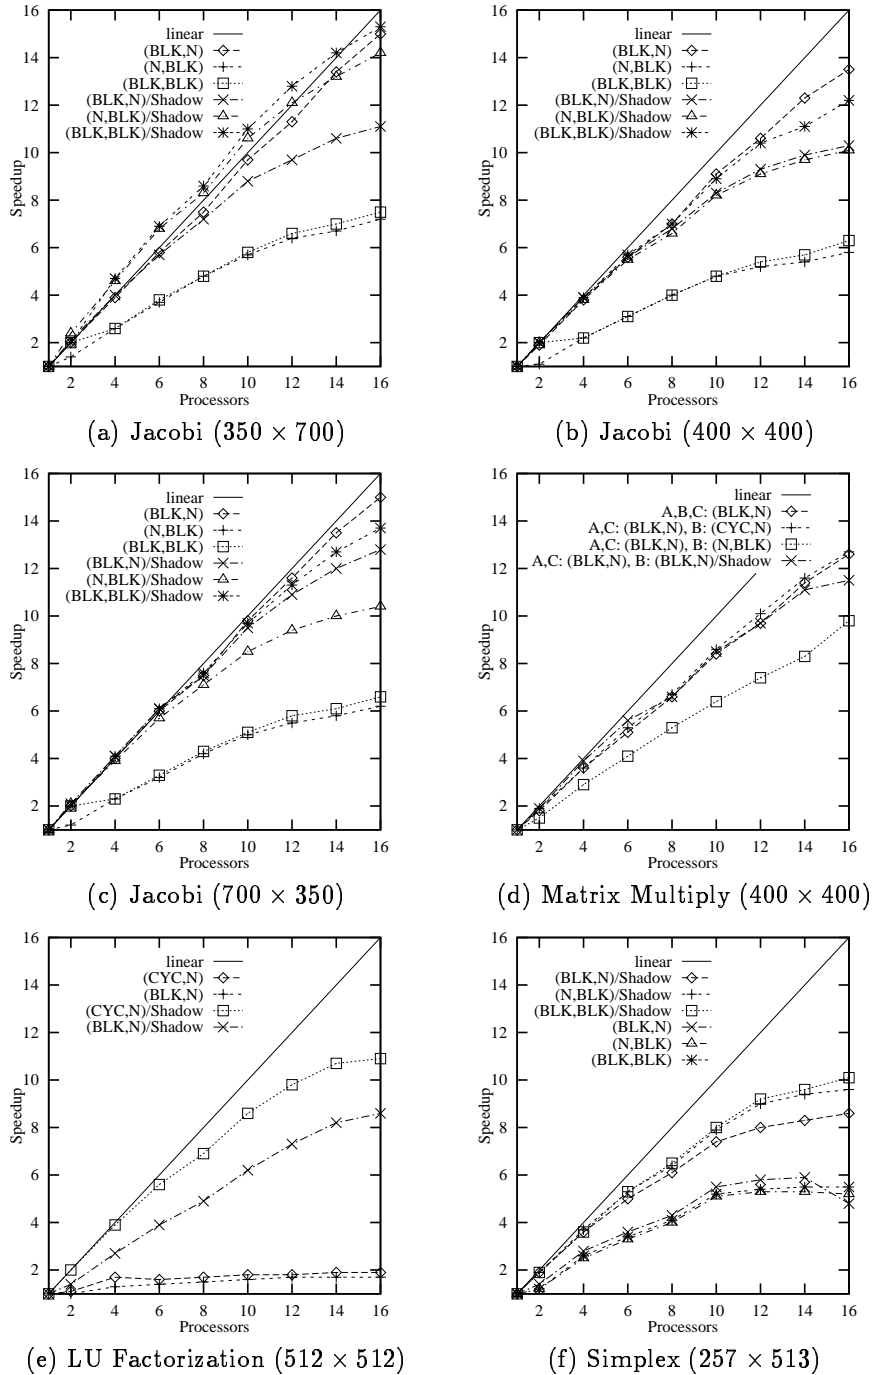 16
14
12
10
8
6
4
2
Speedup
linear
(BLK,N)
(N,BLK)
(BLK,BLK)
(BLK,N)/Shadow
(N,BLK)/Shadow
(BLK,BLK)/Shadow
2 4 6 8 10 12 14 16
Processors
(a) Jacobi (350 × 700)
16
14
12
10
8
6
4
2
Speedup
linear
(BLK,N)
(N,BLK)
(BLK,BLK)
(BLK,N)/Shadow
(N,BLK)/Shadow
(BLK,BLK)/Shadow
2 4 6 8 10 12 14 16
Processors
(b) Jacobi (400 × 400)
16
14
12
10
8
6
4
2
Speedup
linear
(BLK,N)
(N,BLK)
(BLK,BLK)
(BLK,N)/Shadow
(N,BLK)/Shadow
(BLK,BLK)/Shadow
2 4 6 8 10 12 14 16
Processors
(c) Jacobi (700 × 350)
16
14
12
10
8
6
4
2
Speedup
linear
A,B,C: (BLK,N)
A,C: (BLK,N), B: (CYC,N)
A,C: (BLK,N), B: (N,BLK)
A,C: (BLK,N), B: (BLK,N)/Shadow
2 4 6 8 10 12 14 16
Processors
(d) Matrix Multiply (400 × 400)
16
14
12
10
8
6
4
2
Speedup
linear
(CYC,N)
(BLK,N)
(CYC,N)/Shadow
(BLK,N)/Shadow
2 4 6 8 10 12 14 16
Processors
(e) LU Factorization (512 × 512)
16
14
12
10
8
6
4
2
Speedup
linear
(BLK,N)/Shadow
(N,BLK)/Shadow
(BLK,BLK)/Shadow
(BLK,N)
(N,BLK)
(BLK,BLK)
2 4 6 8 10 12 14 16
Processors
(f) Simplex (257 × 513)